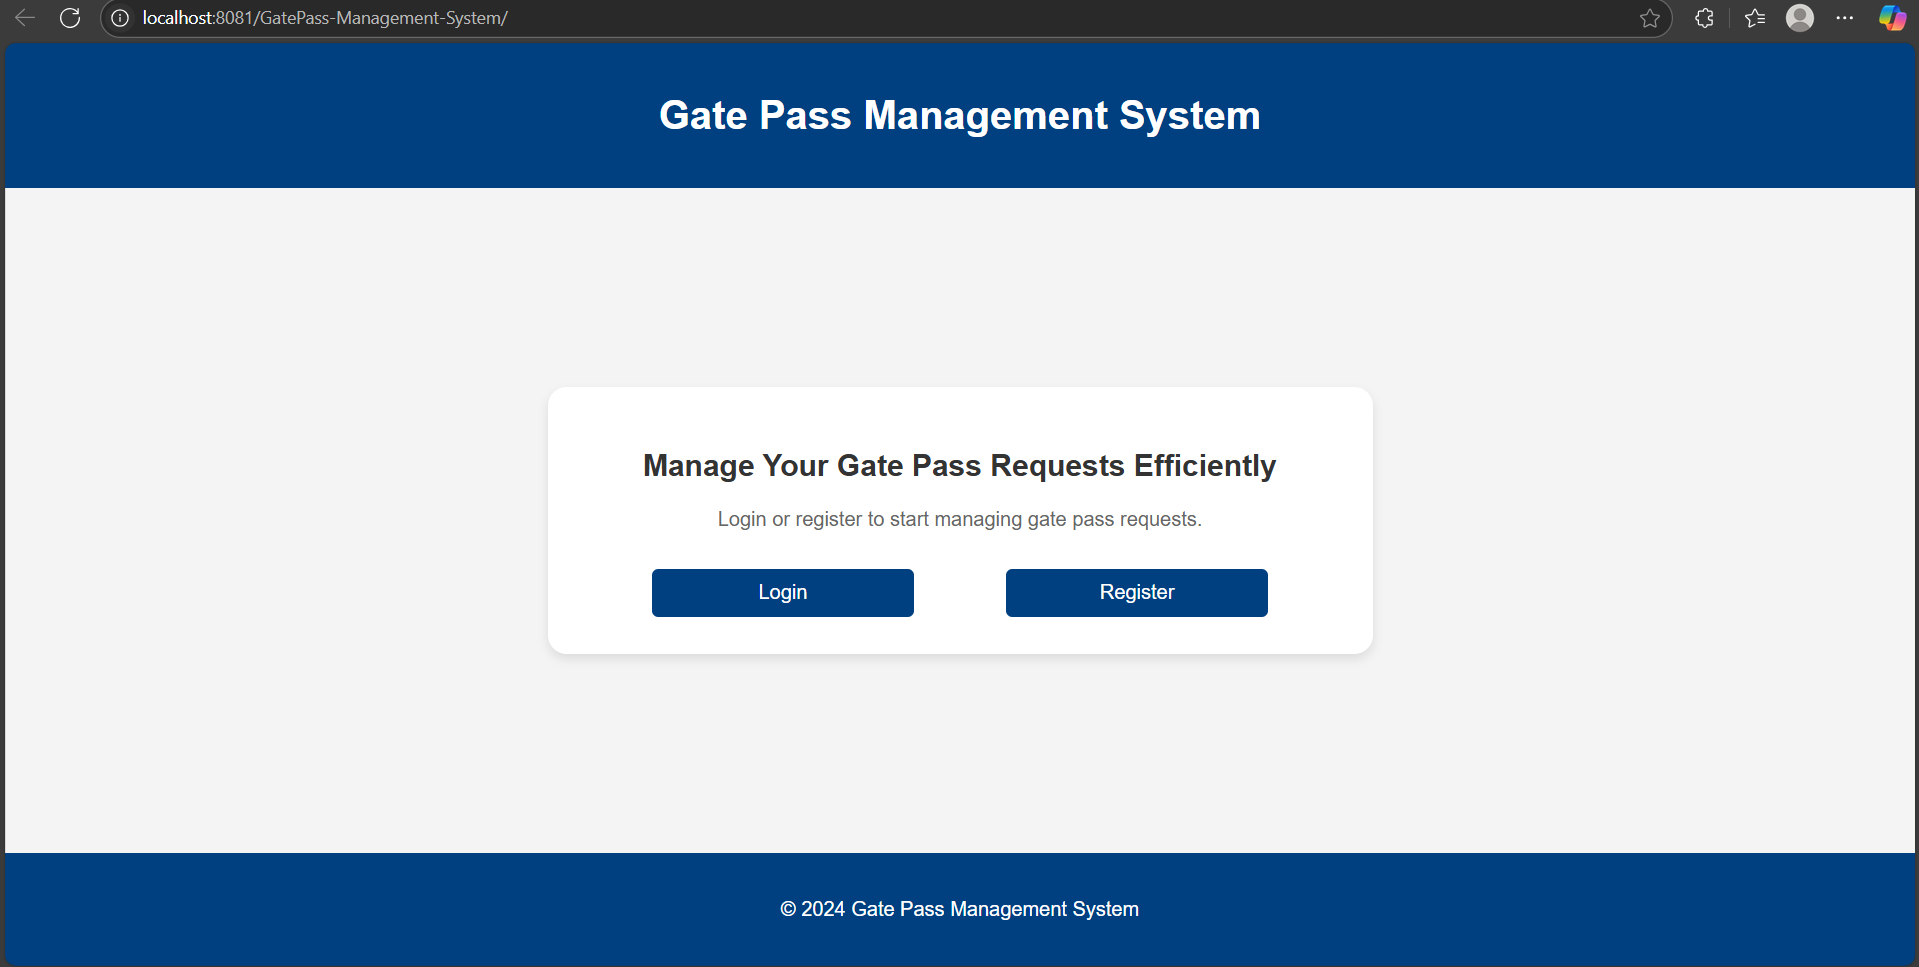 localhost:8081/GatePass-Management-System/
Gate Pass Management System
Manage Your Gate Pass Requests Efficiently
Login or register to start managing gate pass requests.
Login
Register
© 2024 Gate Pass Management System